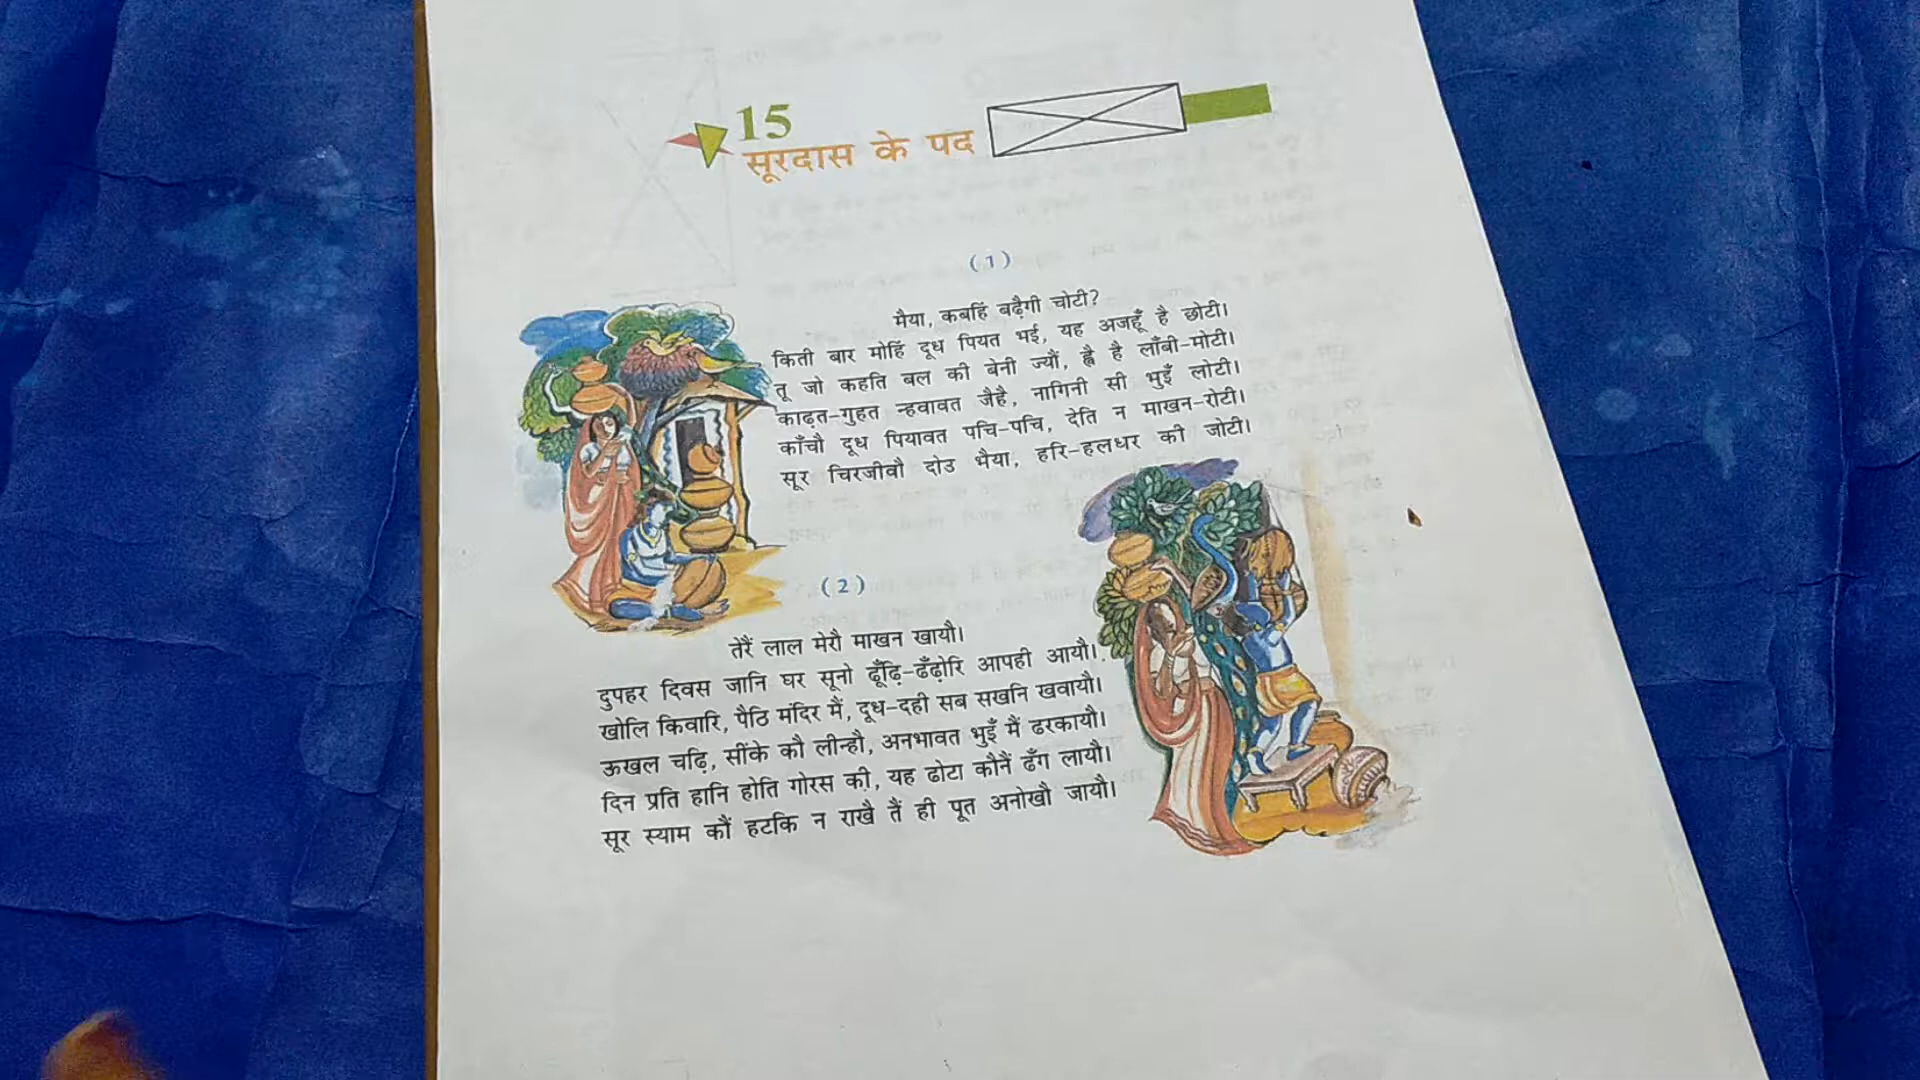 15
सूरदास के पद
(1)
मैया, कबहिं बढ़ैगी चोटी?
किती बार मोहिं दूध पियत भई, यह अजहूँ है छोटी।
तू जो कहति बल की बेनी ज्यौं, ह्वै है लाँबी-मोटी।
काढ़त-गुहत न्हवावत जैहै, नागिनी सी भुइँ लोटी।
काँचौ दूध पियावत पचि-पचि, देति न माखन-रोटी।
सूर चिरजीवौ दोउ भैया, हरि-हलधर की जोटी।
(2)
तेरैं लाल मेरौ माखन खायौ।
दुपहर दिवस जानि घर सूनो ढूँढ़ि-ढँढ़ोरि आपही आयौ।
खोलि किवारि, पैठि मंदिर मैं, दूध-दही सब सखनि खवायौ।
ऊखल चढ़ि, सींके कौ लीन्हौ, अनभावत भुइँ मैं ढरकायौ।
दिन प्रति हानि होति गोरस की, यह ढोटा कौनैं ढँग लायौ।
सूर स्याम कौं हटकि न राखै तैं ही पूत अनोखौ जायौ।